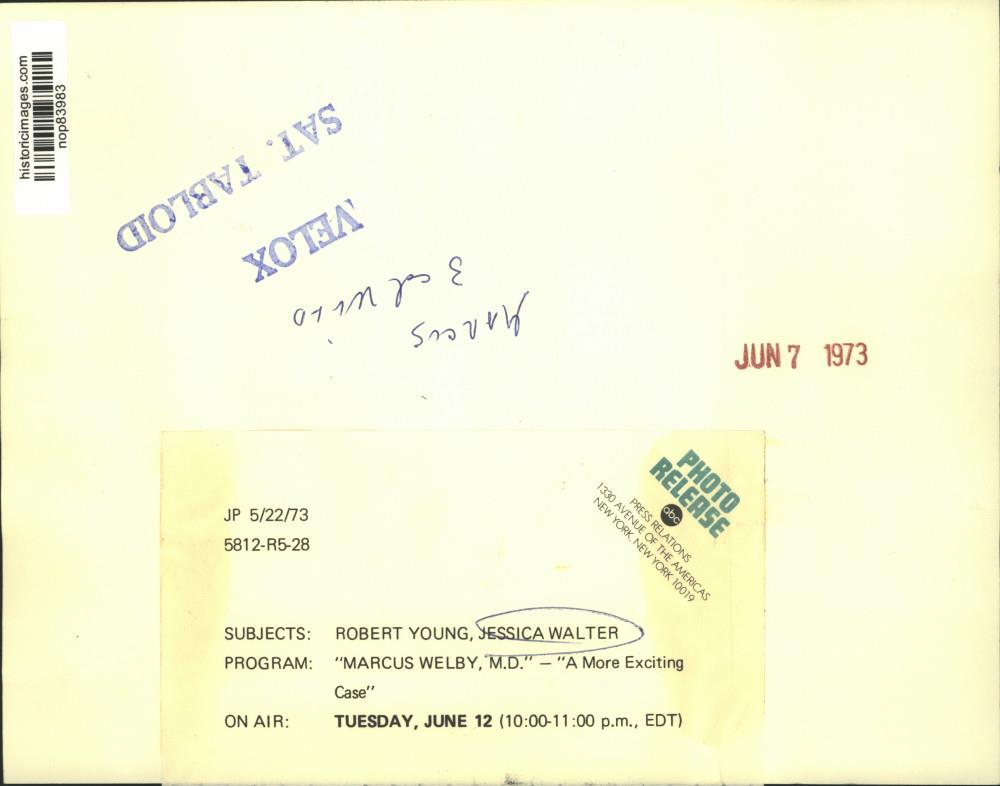 historicimages.com
nop83983
SAT. TABLOID
VELOX
MARCUS
3 col
JUN 7 1973
PHOTO
RELEASE
abc
PRESS RELATIONS
1330 AVENUE OF THE AMERICAS
NEW YORK, NEW YORK 10019
JP 5/22/73
5812-R5-28
SUBJECTS: ROBERT YOUNG, JESSICA WALTER
PROGRAM: "MARCUS WELBY, M.D." — "A More Exciting
Case"
ON AIR: TUESDAY, JUNE 12 (10:00-11:00 p.m., EDT)